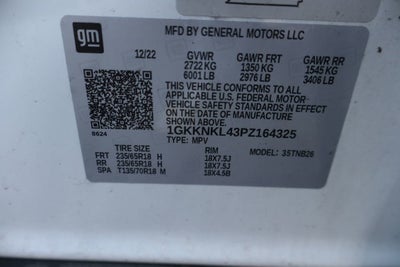 gm
MFD BY GENERAL MOTORS LLC
12/22 GVWR GAWR FRT GAWR RR
2722 KG 1350 KG 1545 KG
6001 LB 2976 LB 3406 LB
THIS VEHICLE CONFORMS TO ALL
APPLICABLE U.S. FEDERAL MOTOR
VEHICLE SAFETY STANDARDS IN EFFECT
ON THE DATE OF MANUFACTURE
SHOWN ABOVE.
8624 1GKKNKL43PZ164325
TYPE: MPV MODEL: 3STNB26
TIRE SIZE RIM
FRT 235/65R18 H 18X7.5J
RR 235/65R18 H 18X7.5J
SPA T135/70R18 M 18X4.5B